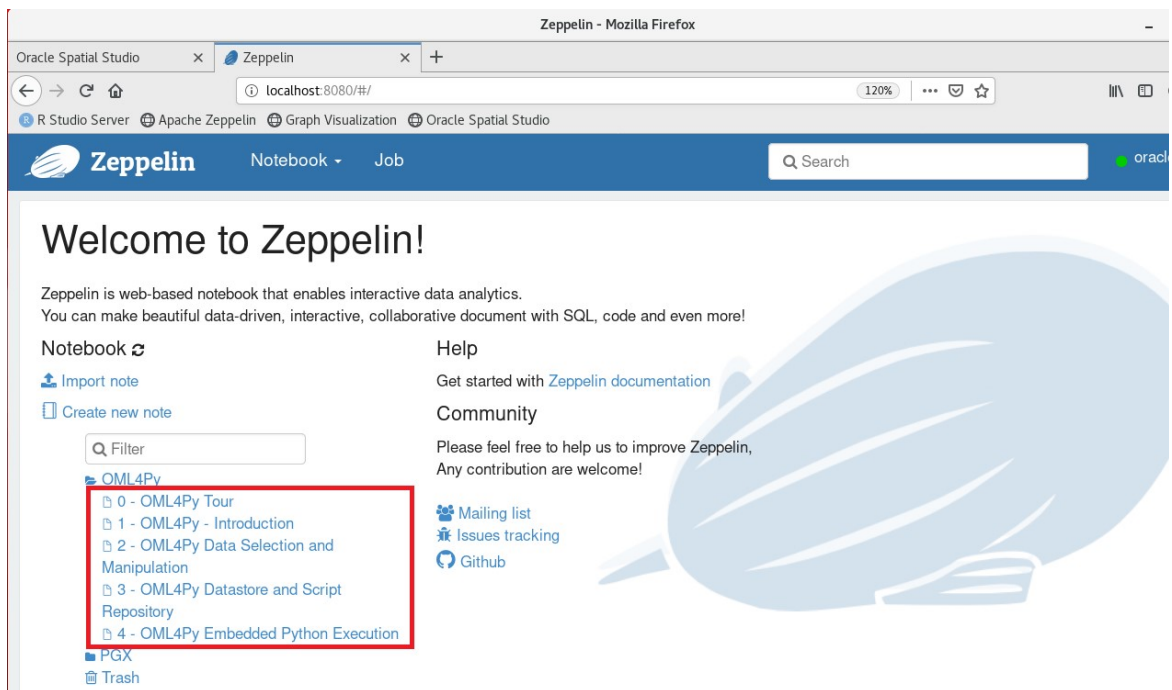 Zeppelin - Mozilla Firefox
Oracle Spatial Studio
Zeppelin
localhost:8080/#/
120%
R Studio Server
Apache Zeppelin
Graph Visualization
Oracle Spatial Studio
Zeppelin
Notebook
Job
Search
Welcome to Zeppelin!
Zeppelin is web-based notebook that enables interactive data analytics.
You can make beautiful data-driven, interactive, collaborative document with SQL, code and even more!
Notebook
Import note
Create new note
Filter
OML4Py
0 - OML4Py Tour
1 - OML4Py - Introduction
2 - OML4Py Data Selection and
Manipulation
3 - OML4Py Datastore and Script
Repository
4 - OML4Py Embedded Python Execution
PGX
Trash
Help
Get started with Zeppelin documentation
Community
Please feel free to help us to improve Zeppelin,
Any contribution are welcome!
Mailing list
Issues tracking
Github